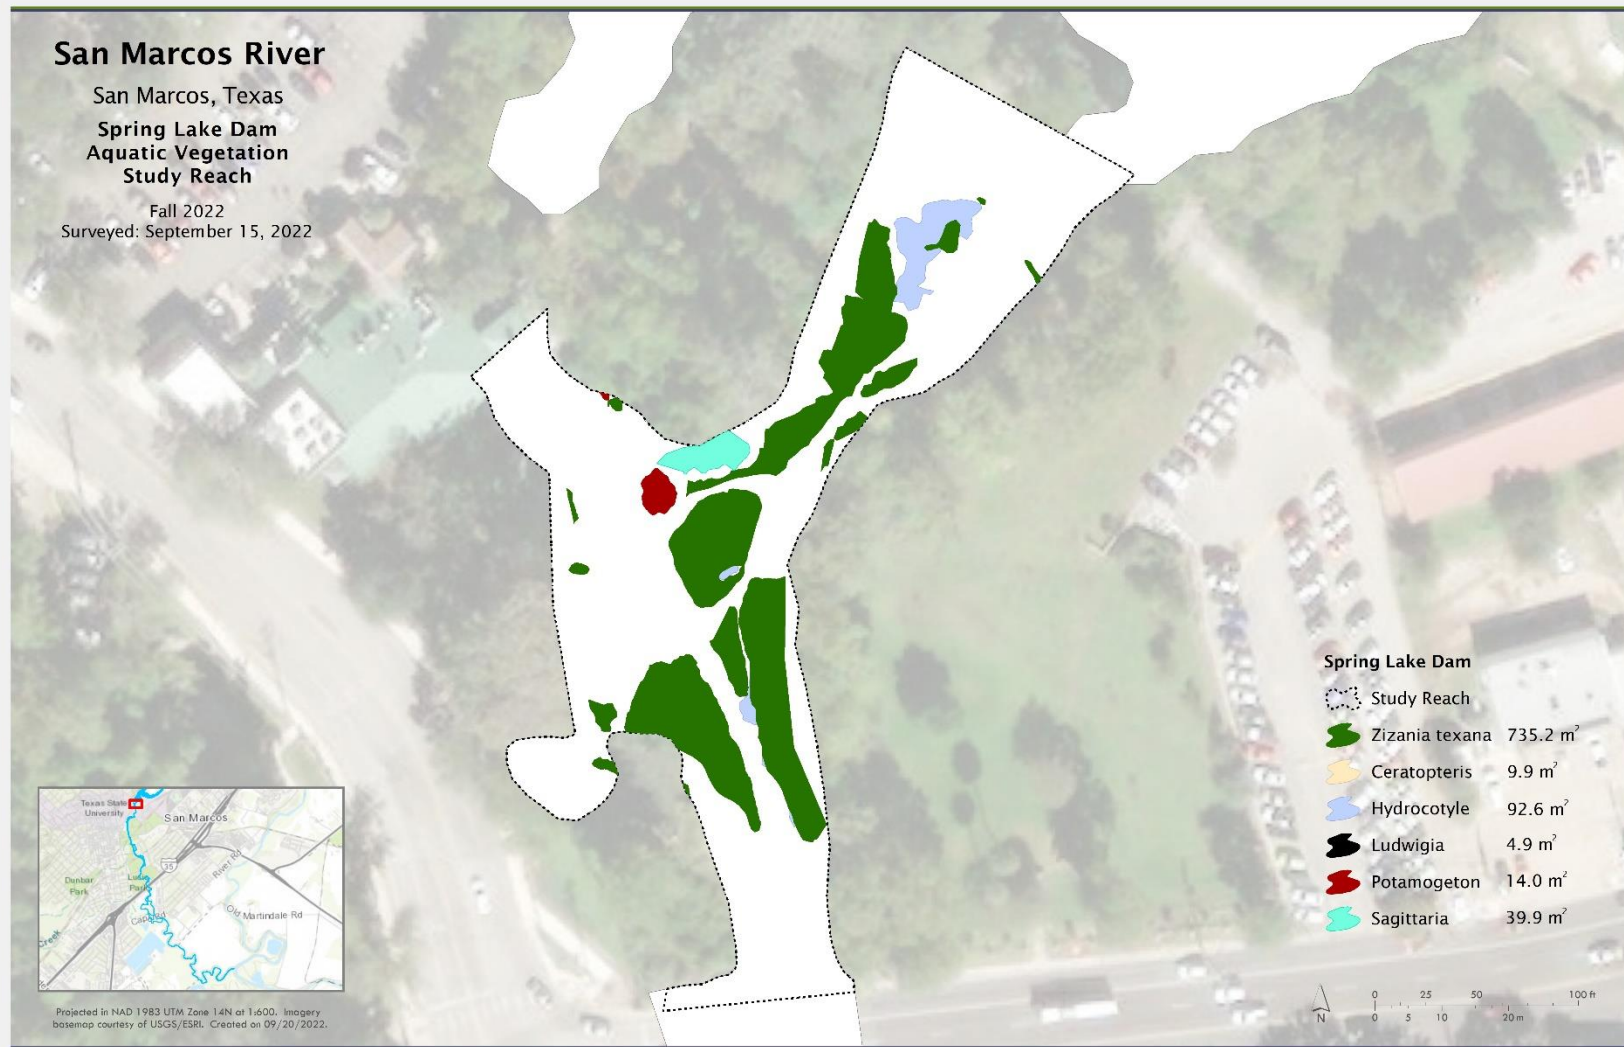 San Marcos River
San Marcos, Texas
Spring Lake Dam
Aquatic Vegetation
Study Reach
Fall 2022
Surveyed: September 15, 2022
Spring Lake Dam
Study Reach
Zizania texana 735.2 m²
Ceratopteris 9.9 m²
Hydrocotyle 92.6 m²
Ludwigia 4.9 m²
Potamogeton 14.0 m²
Sagittaria 39.9 m²
Texas State
University
San Marcos
River Rd
35
Dunbar
Park
Old Martindale Rd
Creek
Projected in NAD 1983 UTM Zone 14N at 1:600. Imagery
basemap courtesy of USGS/ESRI. Created on 09/20/2022.
N
0 25 50 100 ft
0 5 10 20 m